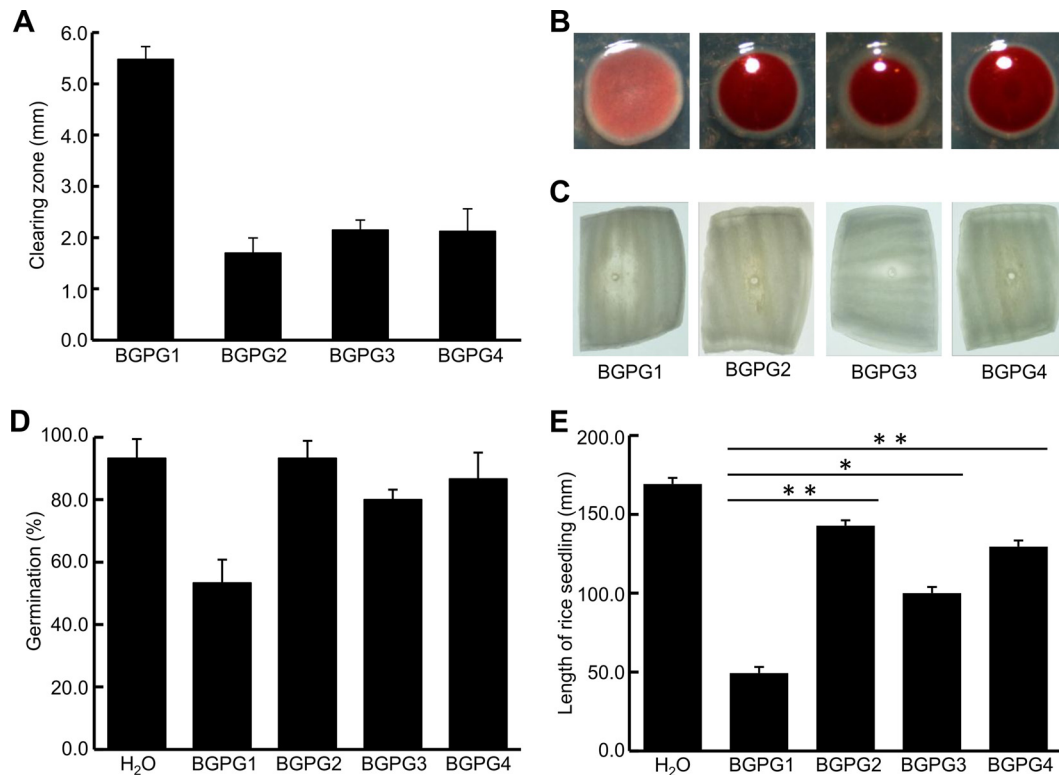 A
Clearing zone (mm)
6.0
5.0
6.0
4.0
3.0
2.0
1.0
0.0
BGPG1 BGPG2 BGPG3 BGPG4
B
C
BGPG1 BGPG2 BGPG3 BGPG4
D
Germination (%)
100.0
80.0
60.0
40.0
20.0
0.0
H2O BGPG1 BGPG2 BGPG3 BGPG4
E
Length of rice seedling (mm)
200.0
150.0
100.0
50.0
0.0
**
*
**
H2O BGPG1 BGPG2 BGPG3 BGPG4